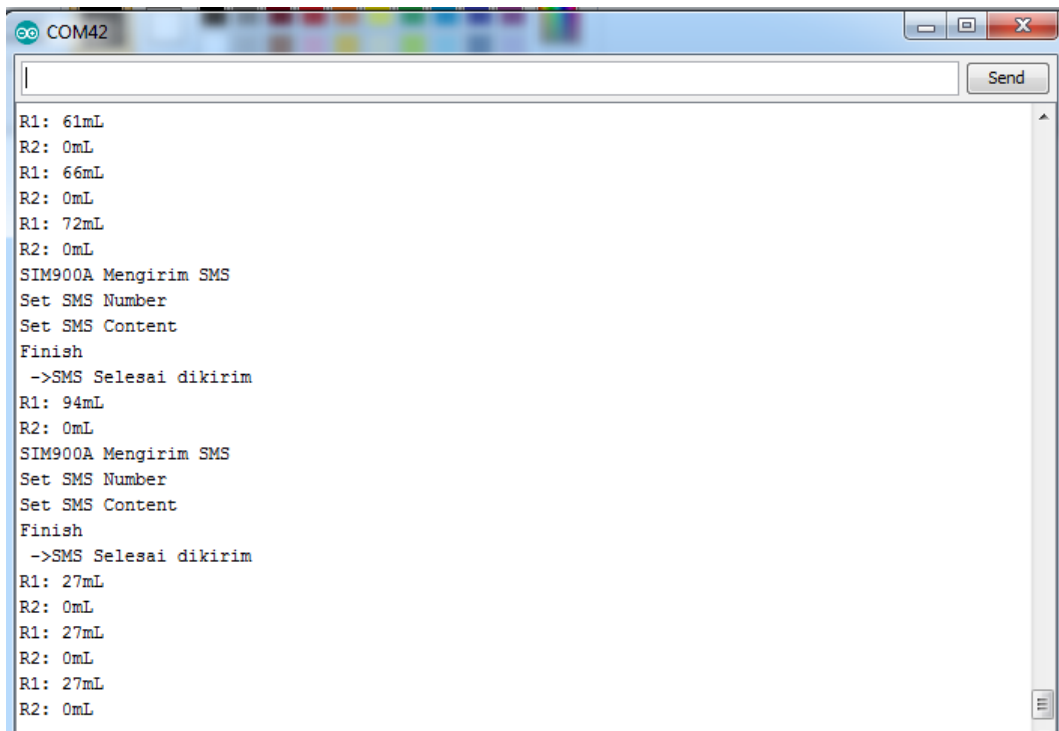 COM42
Send
R1: 61mL
R2: 0mL
R1: 66mL
R2: 0mL
R1: 72mL
R2: 0mL
SIM900A Mengirim SMS
Set SMS Number
Set SMS Content
Finish
->SMS Selesai dikirim
R1: 94mL
R2: 0mL
SIM900A Mengirim SMS
Set SMS Number
Set SMS Content
Finish
->SMS Selesai dikirim
R1: 27mL
R2: 0mL
R1: 27mL
R2: 0mL
R1: 27mL
R2: 0mL